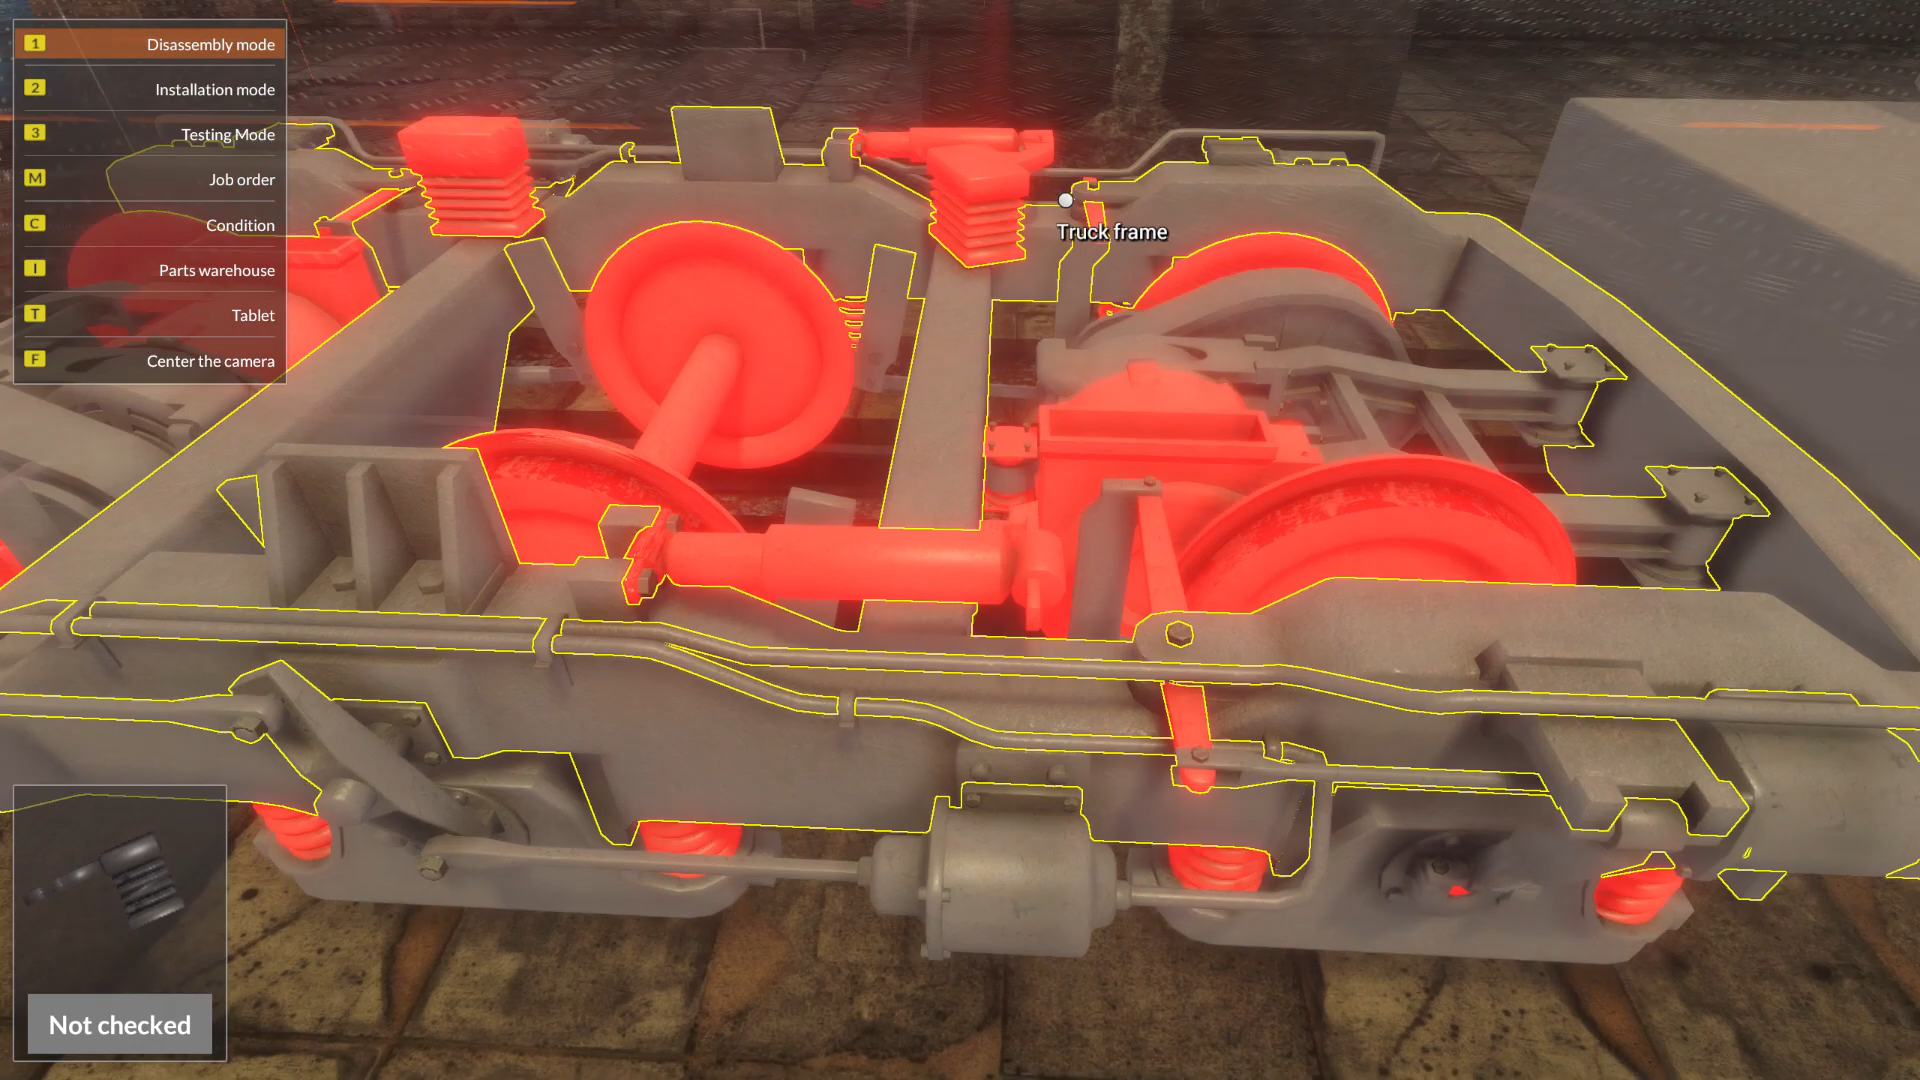 1 Disassembly mode
2 Installation mode
3 Testing Mode
M Job order
C Condition
I Parts warehouse
T Tablet
F Center the camera
Truck frame
Not checked